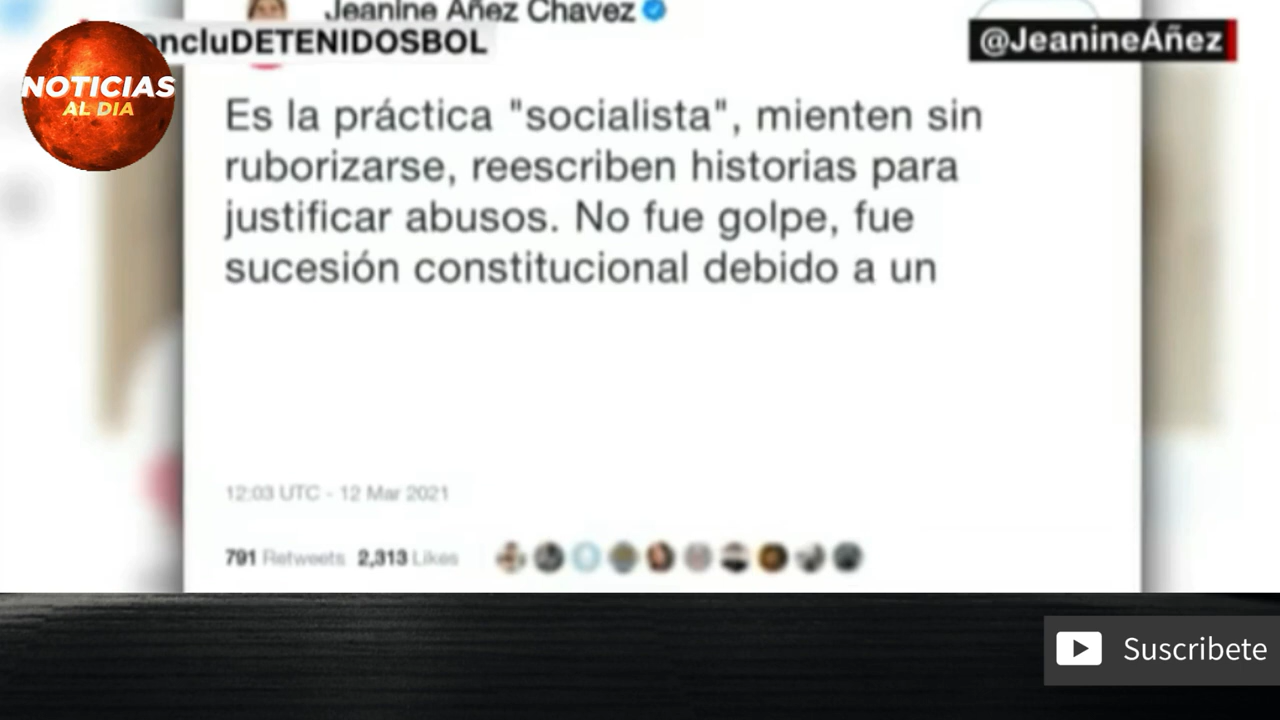 Jeanine Áñez Chavez
encluDETENIDOSBOL
@JeanineÁñez
NOTICIAS
AL DIA
Es la práctica "socialista", mienten sin
ruborizarse, reescriben historias para
justificar abusos. No fue golpe, fue
sucesión constitucional debido a un
12:03 UTC - 12 Mar 2021
791 Retweets 2,313 Likes
Suscribete